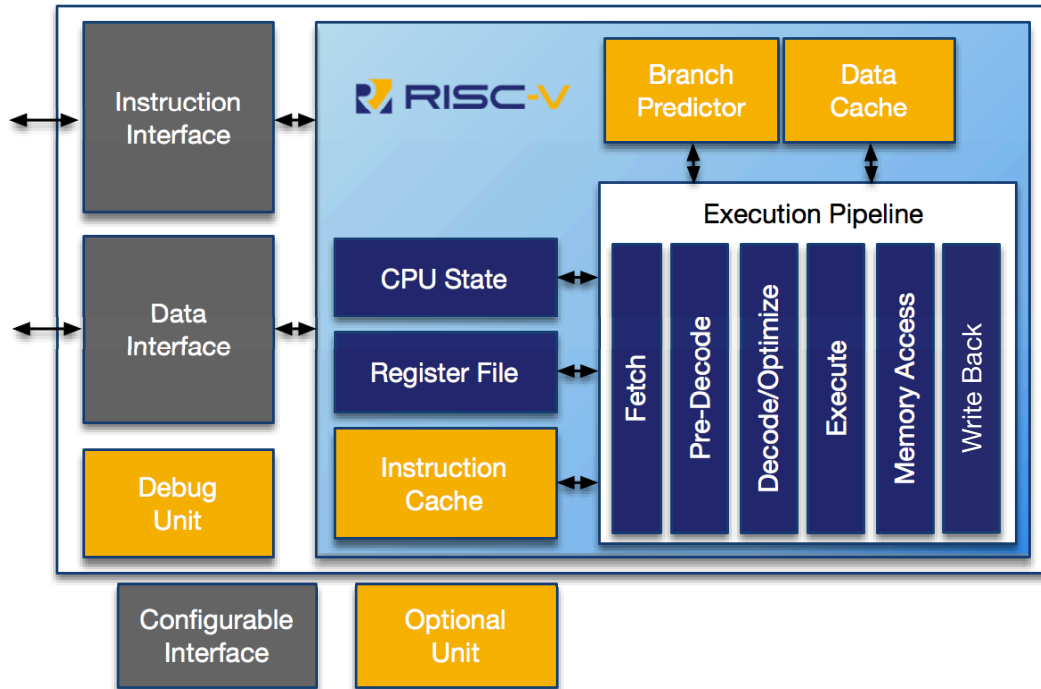 Instruction
Interface
RISC-V
Branch
Predictor
Data
Cache
Execution Pipeline
CPU State
Data
Interface
Register File
Fetch
Pre-Decode
Decode/Optimize
Execute
Memory Access
Write Back
Instruction
Cache
Debug
Unit
Configurable
Interface
Optional
Unit